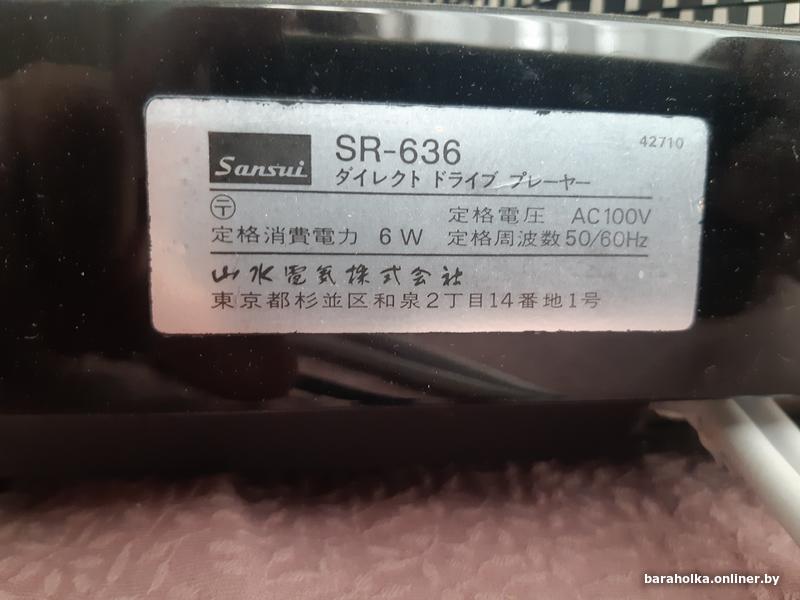 Sansui
SR-636
42710
ダイレクト ドライブ プレーヤー
〒
定格電圧 AC100V
定格消費電力 6W 定格周波数50/60Hz
山水電気株式会社
東京都杉並区和泉2丁目14番地1号
baraholka.onliner.by